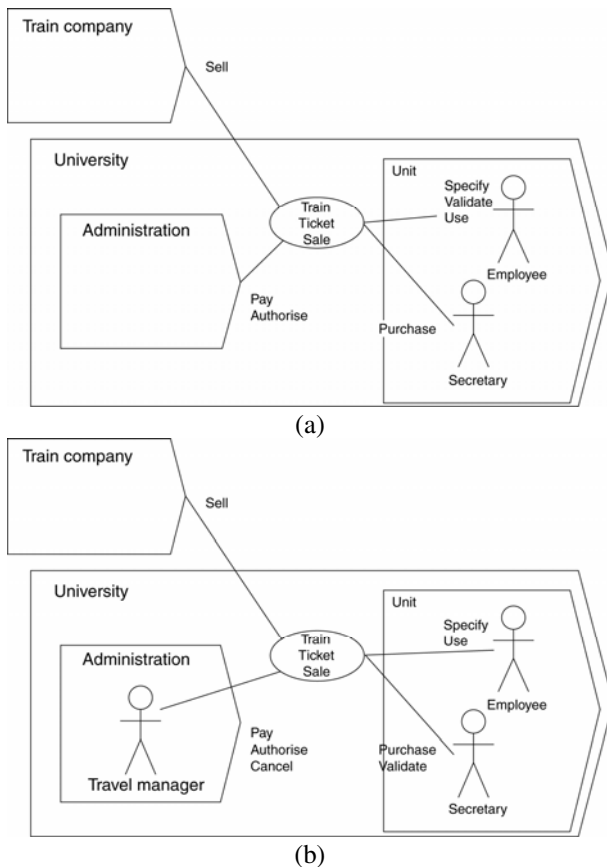 Train company
Sell
University
Unit
Administration
Train
Ticket
Sale
Specify
Validate
Use
Employee
Pay
Authorise
Purchase
Secretary
(a)
Train company
Sell
University
Unit
Administration
Train
Ticket
Sale
Specify
Use
Employee
Pay
Authorise
Cancel
Purchase
Validate
Travel manager
Secretary
(b)